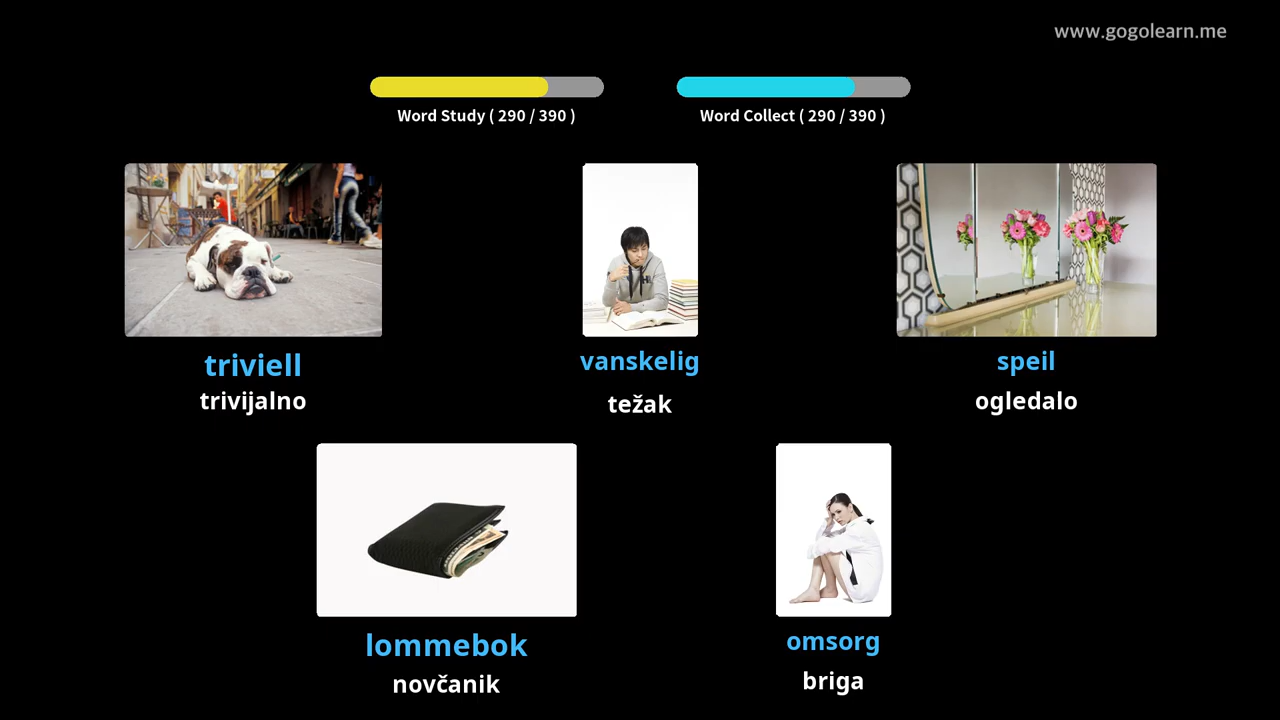 www.gogolearn.me
Word Study ( 290 / 390 )
Word Collect ( 290 / 390 )
triviell
trivijalno
vanskelig
težak
speil
ogledalo
lommebok
novčanik
omsorg
briga